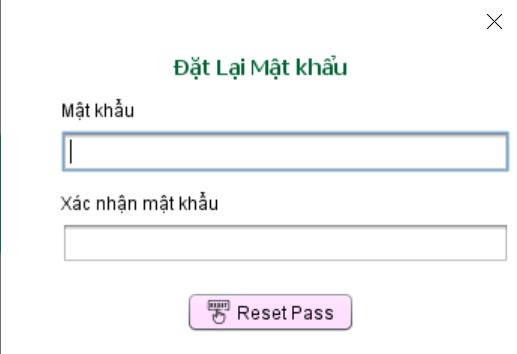 Đặt Lại Mật khẩu
Mật khẩu
Xác nhận mật khẩu
Reset Pass